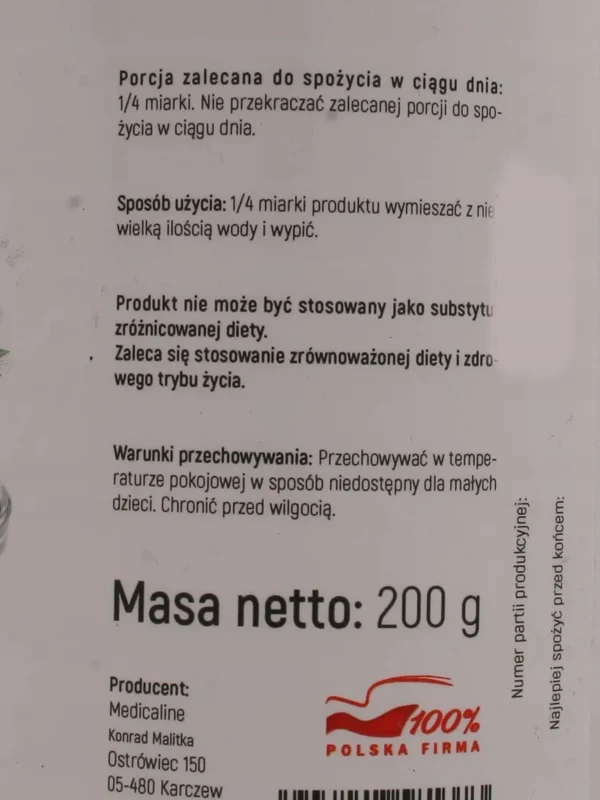 Porcja zalecana do spożycia w ciągu dnia:
1/4 miarki. Nie przekraczać zalecanej porcji do spo-
życia w ciągu dnia.
Sposób użycia: 1/4 miarki produktu wymieszać z nie
wielką ilością wody i wypić.
Produkt nie może być stosowany jako substytu
zróżnicowanej diety.
Zaleca się stosowanie zrównoważonej diety i zdro-
wego trybu życia.
Warunki przechowywania: Przechowywać w tempe-
raturze pokojowej w sposób niedostępny dla małych
dzieci. Chronić przed wilgocią.
Masa netto: 200 g
Producent:
Medicaline
Konrad Malitka
Ostrówiec 150
05-480 Karczew
100%
POLSKA FIRMA
Numer partii produkcyjnej:
Najlepiej spożyć przed końcem: